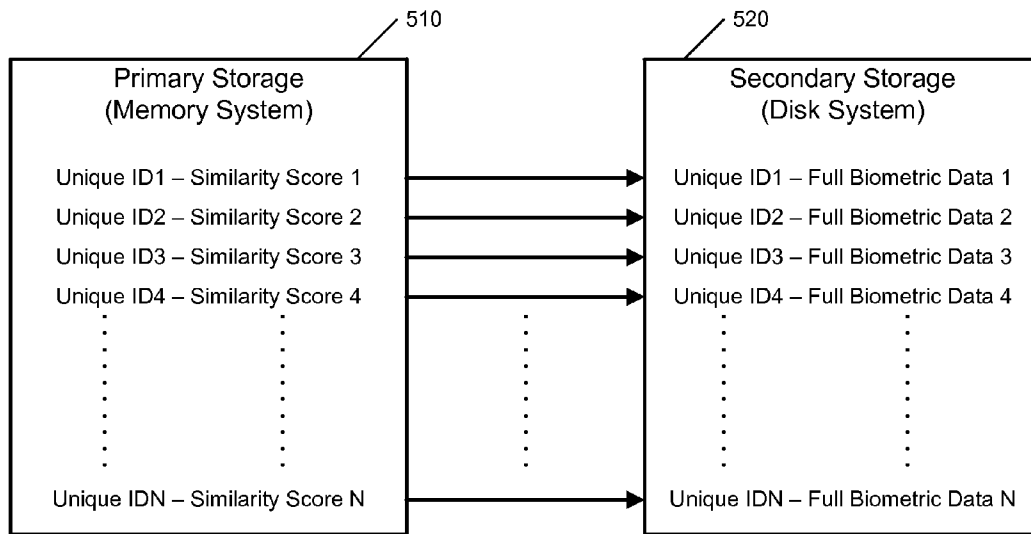 510
520
Primary Storage
(Memory System)
Unique ID1 – Similarity Score 1
Unique ID2 – Similarity Score 2
Unique ID3 – Similarity Score 3
Unique ID4 – Similarity Score 4
Unique IDN – Similarity Score N
Secondary Storage
(Disk System)
Unique ID1 – Full Biometric Data 1
Unique ID2 – Full Biometric Data 2
Unique ID3 – Full Biometric Data 3
Unique ID4 – Full Biometric Data 4
Unique IDN – Full Biometric Data N